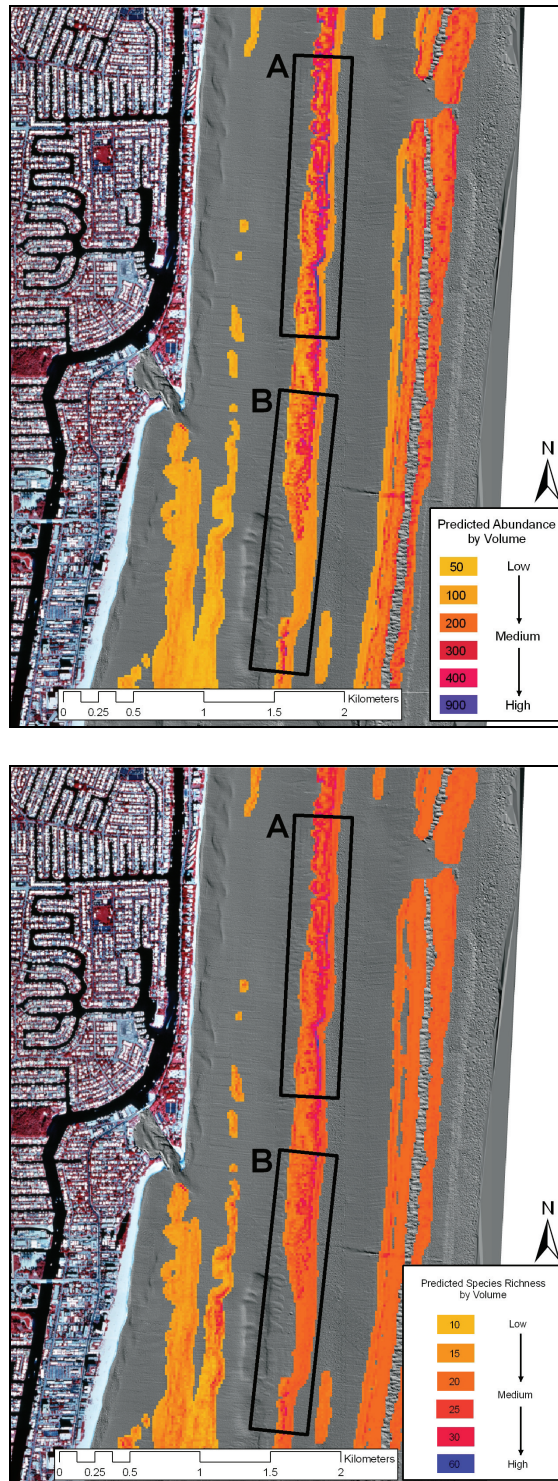 A
B
N
Predicted Abundance
by Volume
50 Low
100
200 Medium
300
400
900 High
Kilometers
0 0.25 0.5 1 1.5 2
A
B
N
Predicted Species Richness
by Volume
10 Low
15
20
25 Medium
30
60 High
Kilometers
0 0.25 0.5 1 1.5 2